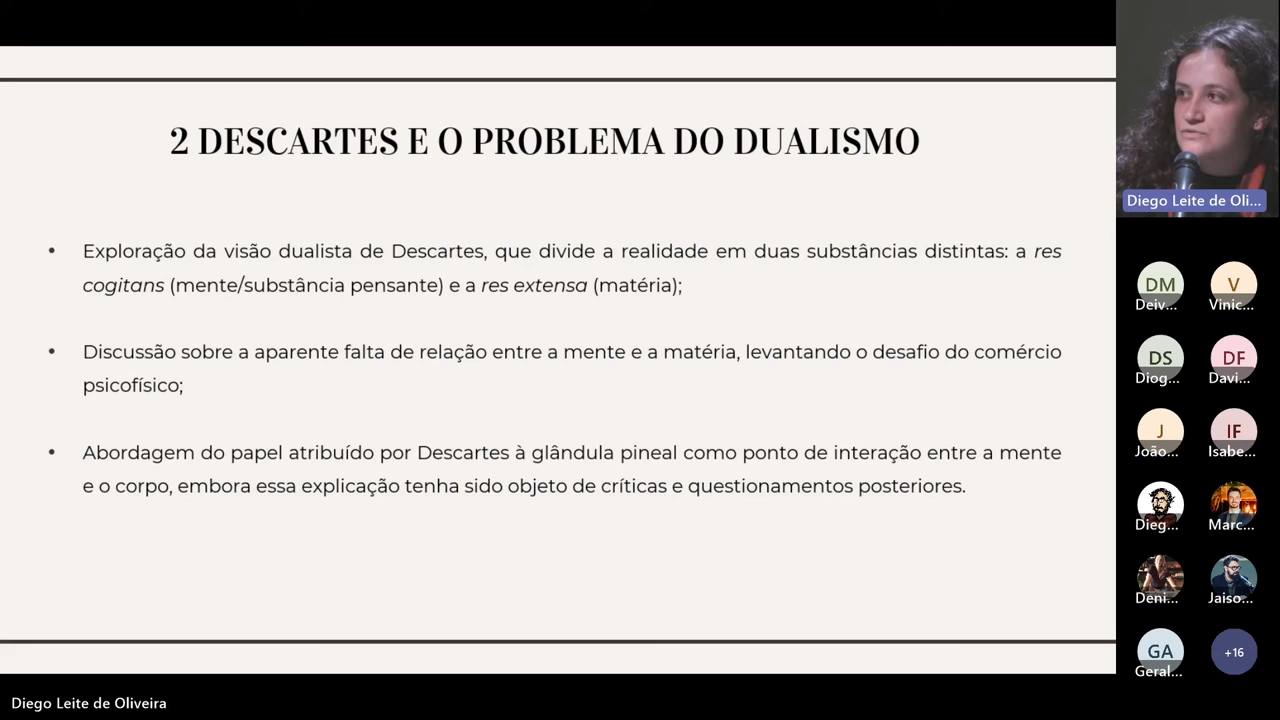 2 DESCARTES E O PROBLEMA DO DUALISMO
• Exploração da visão dualista de Descartes, que divide a realidade em duas substâncias distintas: a res
cogitans (mente/substância pensante) e a res extensa (matéria);
• Discussão sobre a aparente falta de relação entre a mente e a matéria, levantando o desafio do comércio
psicofísico;
• Abordagem do papel atribuído por Descartes à glândula pineal como ponto de interação entre a mente
e o corpo, embora essa explicação tenha sido objeto de críticas e questionamentos posteriores.
Diego Leite de Oli...
DM
Deiv...
V
Vinic...
DS
Diog...
DF
Davi...
J
João...
IF
Isabe...
Dieg...
Marc...
Deni...
Jaiso...
GA
Geral...
+16
Diego Leite de Oliveira